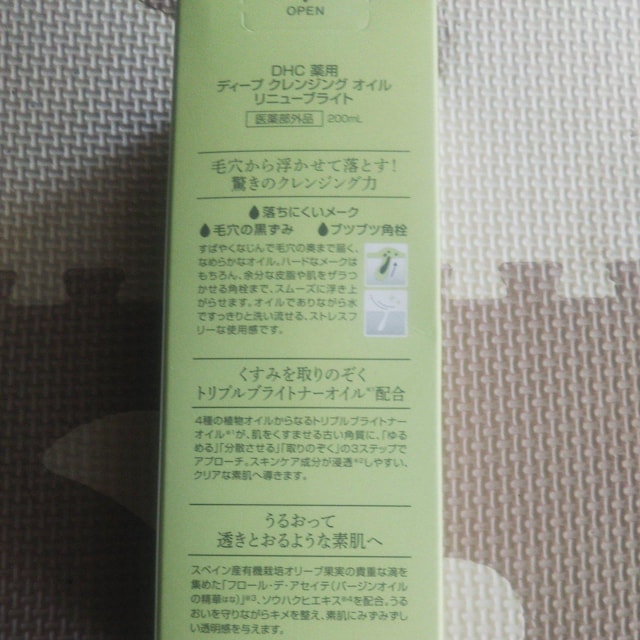 OPEN
DHC 薬用
ディープ クレンジング オイル
リニューブライト
医薬部外品 200mL
毛穴から浮かせて落とす!
驚きのクレンジング力
落ちにくいメーク
毛穴の黒ずみ ブツブツ角栓
すばやくなじんで毛穴の奥まで届く、
なめらかなオイル。ハードなメークは
もちろん、余分な皮脂や肌をザラつ
かせる角栓まで、スムーズに浮き上
がらせます。オイルでありながら水
ですっきりと洗い流せる、ストレスフ
リーな使用感です。
くすみを取りのぞく
トリプルブライトナーオイル*¹配合
4種の植物オイルからなるトリプルブライトナー
オイル*¹が、肌をくすませる古い角質に、「ゆる
める」「分散させる」「取りのぞく」の3ステップで
アプローチ。スキンケア成分が浸透*²しやすい、
クリアな素肌へ導きます。
うるおって
透きとおるような素肌へ
スペイン産有機栽培オリーブ果実の貴重な滴を
集めた「フロール・デ・アセイテ(バージンオイル
の精華はな)」*³、ソウハクヒエキス*⁴を配合。うる
おいを守りながらキメを整え、素肌にみずみずし
い透明感を与えます。